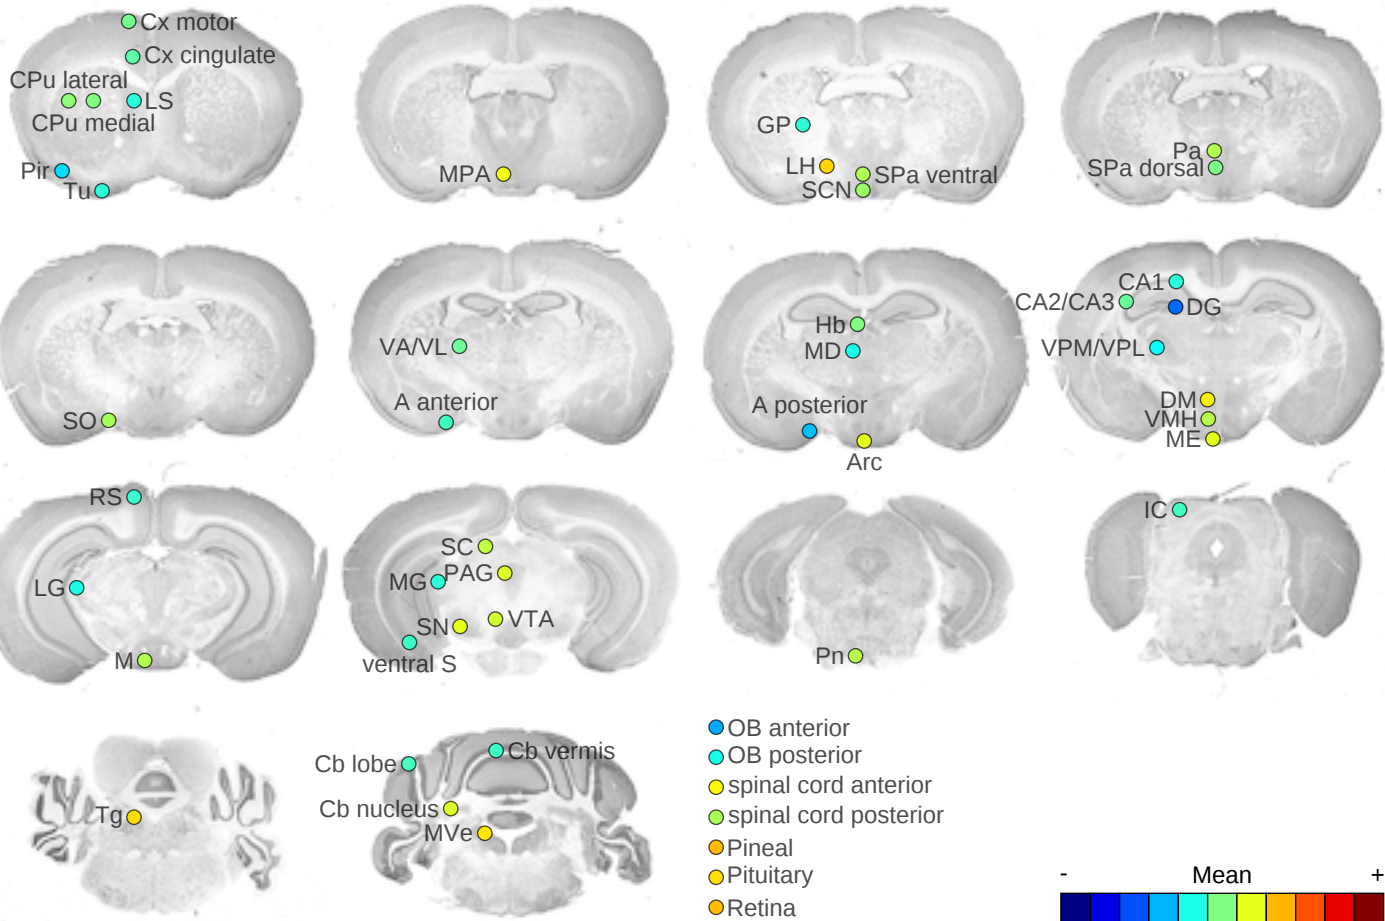 Cx motor
Cx cingulate
CPu lateral
LS
CPu medial
Pir
Tu
MPA
GP
LH
SPa ventral
SCN
Pa
SPa dorsal
SO
VA/VL
A anterior
Hb
MD
A posterior
Arc
CA1
CA2/CA3
DG
VPM/VPL
DM
VMH
ME
RS
LG
M
SC
MG
PAG
SN
VTA
ventral S
Pn
IC
Tg
Cb lobe
Cb vermis
Cb nucleus
MVe
OB anterior
OB posterior
spinal cord anterior
spinal cord posterior
Pineal
Pituitary
Retina
- Mean +